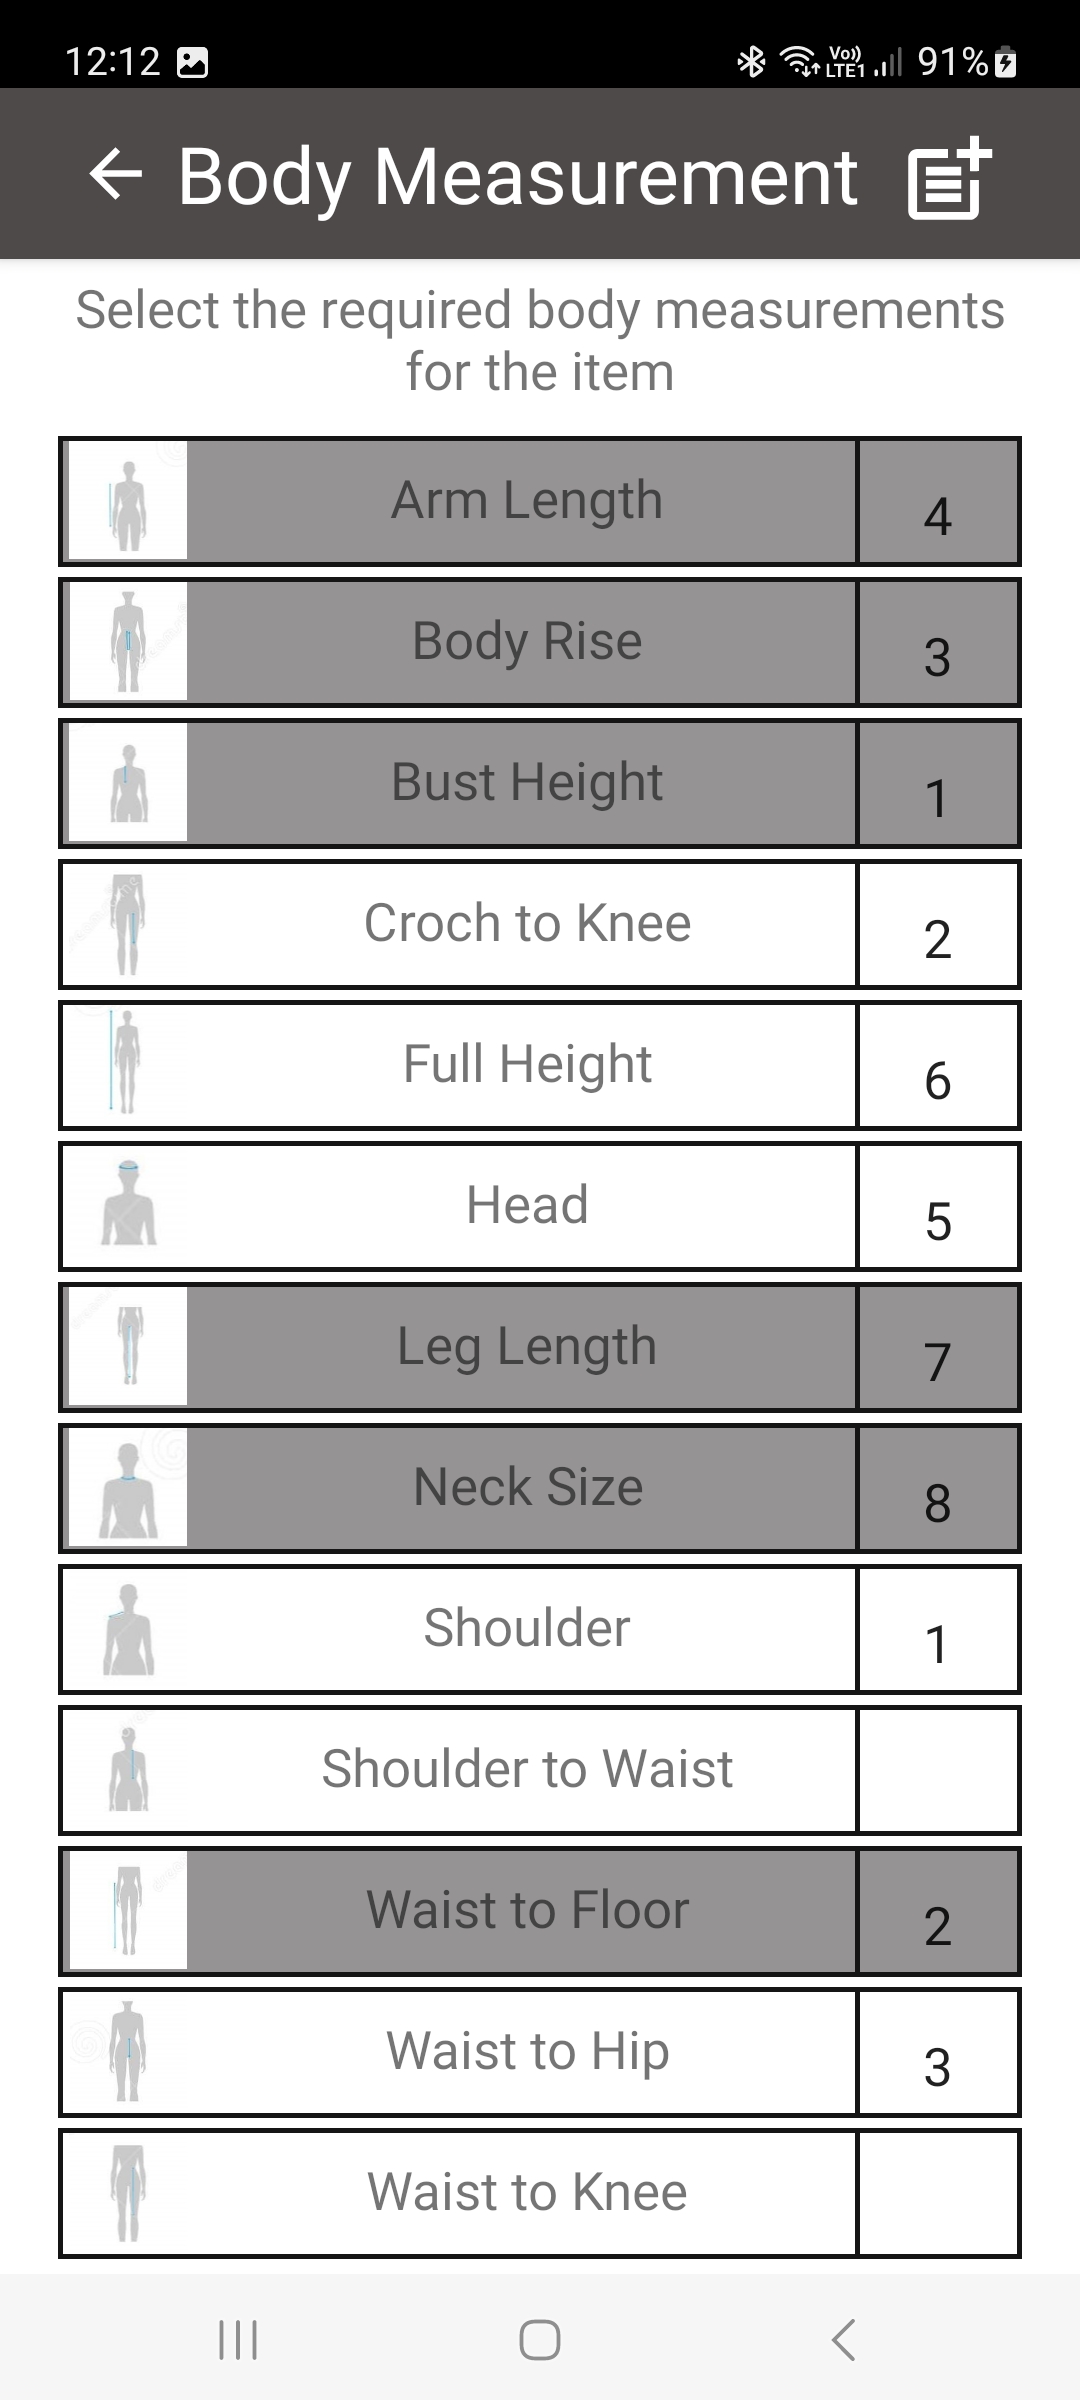 12:12
Vo))
LTE1
91%
Body Measurement
Select the required body measurements
for the item
Arm Length 4
Body Rise 3
Bust Height 1
Croch to Knee 2
Full Height 6
Head 5
Leg Length 7
Neck Size 8
Shoulder 1
Shoulder to Waist
Waist to Floor 2
Waist to Hip 3
Waist to Knee